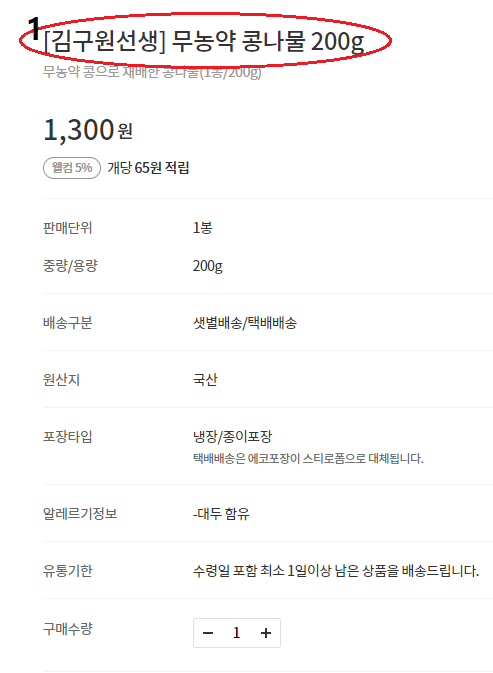 1
[김구원선생] 무농약 콩나물 200g
무농약 콩으로 재배한 콩나물(1봉/200g)
1,300원
웰컴 5% 개당 65원 적립
판매단위 1봉
중량/용량 200g
배송구분 샛별배송/택배배송
원산지 국산
포장타입 냉장/종이포장
택배배송은 에코포장이 스티로폼으로 대체됩니다.
알레르기정보 -대두 함유
유통기한 수령일 포함 최소 1일이상 남은 상품을 배송드립니다.
구매수량 − 1 +